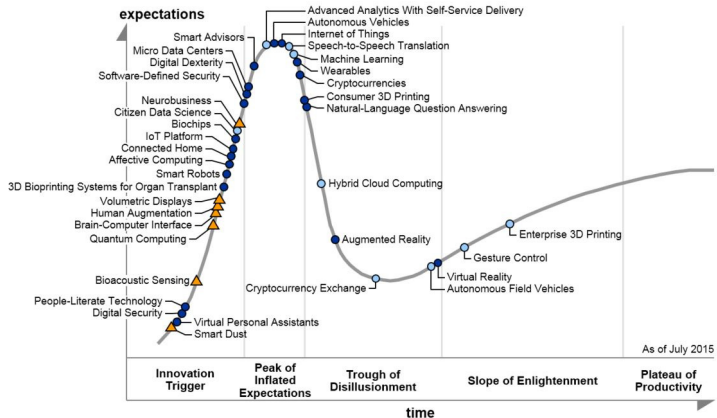 expectations
Advanced Analytics With Self-Service Delivery
Autonomous Vehicles
Internet of Things
Speech-to-Speech Translation
Machine Learning
Wearables
Cryptocurrencies
Consumer 3D Printing
Natural-Language Question Answering
Smart Advisors
Micro Data Centers
Digital Dexterity
Software-Defined Security
Neurobusiness
Citizen Data Science
Biochips
IoT Platform
Connected Home
Affective Computing
Smart Robots
3D Bioprinting Systems for Organ Transplant
Volumetric Displays
Human Augmentation
Brain-Computer Interface
Quantum Computing
Bioacoustic Sensing
People-Literate Technology
Digital Security
Virtual Personal Assistants
Smart Dust
Hybrid Cloud Computing
Augmented Reality
Cryptocurrency Exchange
Enterprise 3D Printing
Gesture Control
Virtual Reality
Autonomous Field Vehicles
As of July 2015
Innovation
Trigger
Peak of
Inflated
Expectations
Trough of
Disillusionment
Slope of Enlightenment
Plateau of
Productivity
time